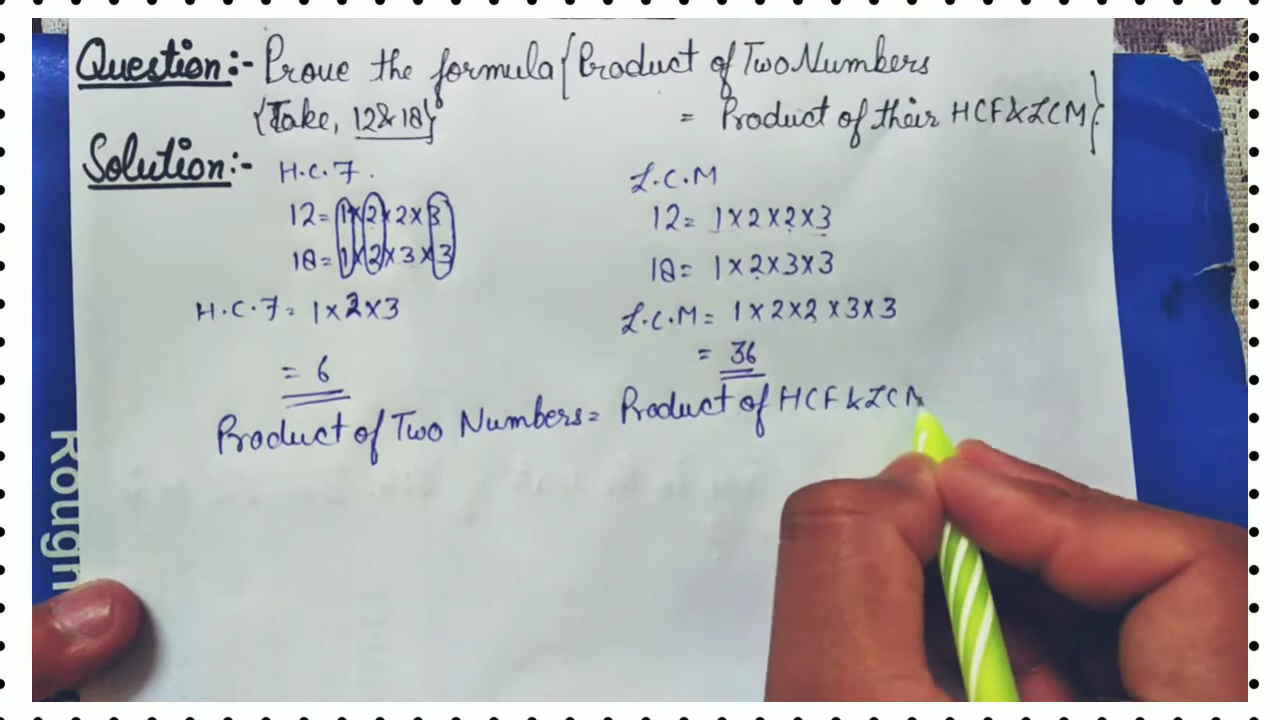 Question:- Prove the formula {Product of Two Numbers
{Take, 12&18} = Product of their HCF&LCM}
Solution:- H.C.F. L.C.M
12= 1×2×2×3 12= 1×2×2×3
18= 1×2×3×3 18= 1×2×3×3
H.C.F= 1×2×3 L.C.M= 1×2×2×3×3
= 6 = 36
Product of Two Numbers= Product of HCF&LCM
Rough